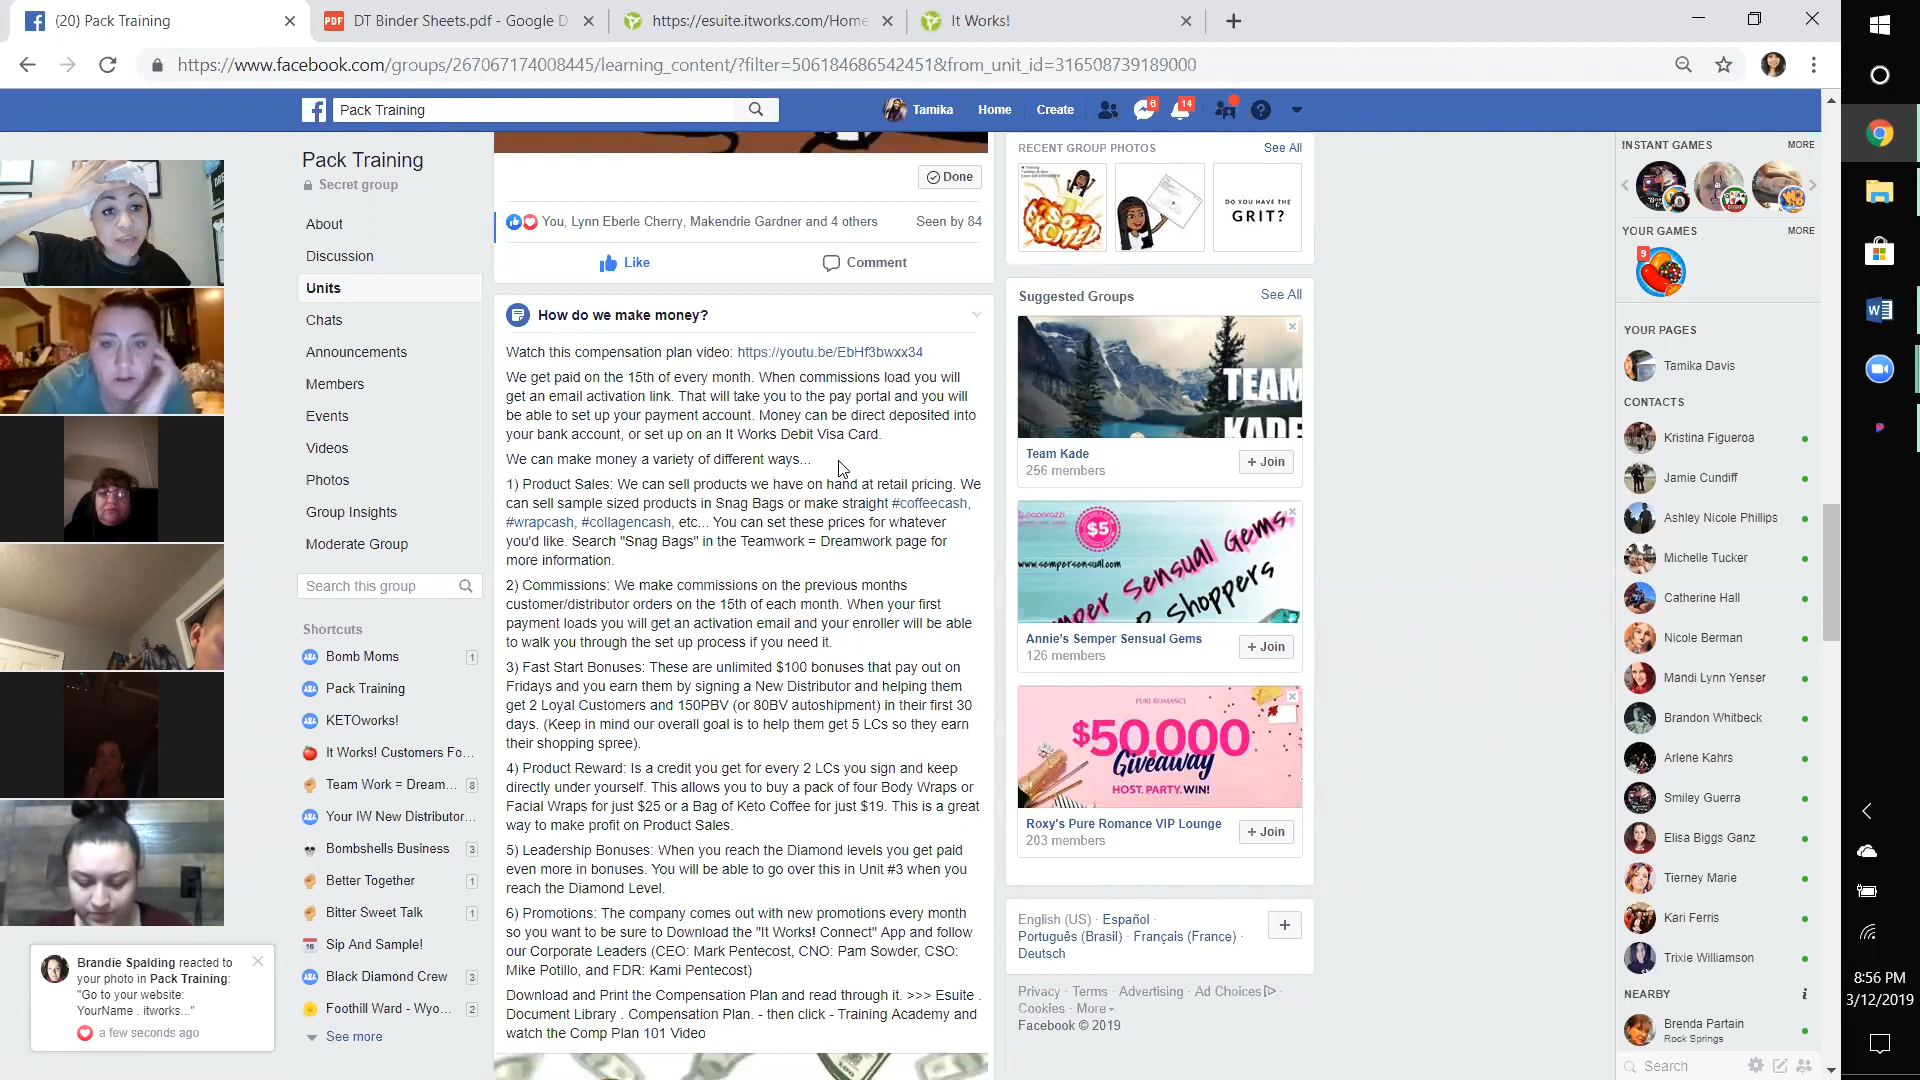 (20) Pack Training
DT Binder Sheets.pdf - Google D
https://esuite.itworks.com/Home
It Works!
https://www.facebook.com/groups/267067174008445/learning_content/?filter=506184686542451&from_unit_id=316508739189000
Pack Training
Tamika
Home
Create
6
14
Pack Training
Secret group
About
Discussion
Units
Chats
Announcements
Members
Events
Videos
Photos
Group Insights
Moderate Group
Search this group
Shortcuts
Bomb Moms 1
Pack Training
KETOworks!
It Works! Customers Fo...
Team Work = Dream... 8
Your IW New Distributor...
Bombshells Business 3
Better Together 1
Bitter Sweet Talk 1
Sip And Sample!
Black Diamond Crew 3
Foothill Ward - Wyo... 2
See more
Brandie Spalding reacted to
your photo in Pack Training:
"Go to your website:
YourName . itworks..."
a few seconds ago
Done
You, Lynn Eberle Cherry, Makendrie Gardner and 4 others
Seen by 84
Like
Comment
How do we make money?
Watch this compensation plan video: https://youtu.be/EbHf3bwxx34
We get paid on the 15th of every month. When commissions load you will
get an email activation link. That will take you to the pay portal and you will
be able to set up your payment account. Money can be direct deposited into
your bank account, or set up on an It Works Debit Visa Card.
We can make money a variety of different ways...
1) Product Sales: We can sell products we have on hand at retail pricing. We
can sell sample sized products in Snag Bags or make straight #coffeecash,
#wrapcash, #collagencash, etc... You can set these prices for whatever
you'd like. Search "Snag Bags" in the Teamwork = Dreamwork page for
more information.
2) Commissions: We make commissions on the previous months
customer/distributor orders on the 15th of each month. When your first
payment loads you will get an activation email and your enroller will be able
to walk you through the set up process if you need it.
3) Fast Start Bonuses: These are unlimited $100 bonuses that pay out on
Fridays and you earn them by signing a New Distributor and helping them
get 2 Loyal Customers and 150PBV (or 80BV autoshipment) in their first 30
days. (Keep in mind our overall goal is to help them get 5 LCs so they earn
their shopping spree).
4) Product Reward: Is a credit you get for every 2 LCs you sign and keep
directly under yourself. This allows you to buy a pack of four Body Wraps or
Facial Wraps for just $25 or a Bag of Keto Coffee for just $19. This is a great
way to make profit on Product Sales.
5) Leadership Bonuses: When you reach the Diamond levels you get paid
even more in bonuses. You will be able to go over this in Unit #3 when you
reach the Diamond Level.
6) Promotions: The company comes out with new promotions every month
so you want to be sure to Download the "It Works! Connect" App and follow
our Corporate Leaders (CEO: Mark Pentecost, CNO: Pam Sowder, CSO:
Mike Potillo, and FDR: Kami Pentecost)
Download and Print the Compensation Plan and read through it. >>> Esuite .
Document Library . Compensation Plan. - then click - Training Academy and
watch the Comp Plan 101 Video
RECENT GROUP PHOTOS
See All
SO
EXCITED
DO YOU HAVE THE
GRIT?
Suggested Groups
See All
TEAM
KADE
Team Kade
256 members
+ Join
paparazzi
$5
www.sempersensual.com
Semper Sensual Gems
VIP Shoppers
Annie's Semper Sensual Gems
126 members
+ Join
PURE ROMANCE
$50,000
Giveaway
HOST. PARTY. WIN!
Roxy's Pure Romance VIP Lounge
203 members
+ Join
English (US) · Español ·
Português (Brasil) · Français (France) ·
Deutsch
Privacy · Terms · Advertising · Ad Choices ·
Cookies · More
Facebook © 2019
INSTANT GAMES
MORE
YOUR GAMES
MORE
9
YOUR PAGES
Tamika Davis
CONTACTS
Kristina Figueroa
Jamie Cundiff
Ashley Nicole Phillips
Michelle Tucker
Catherine Hall
Nicole Berman
Mandi Lynn Yenser
Brandon Whitbeck
Arlene Kahrs
Smiley Guerra
Elisa Biggs Ganz
Tierney Marie
Kari Ferris
Trixie Williamson
NEARBY
Brenda Partain
Rock Springs
Search
8:56 PM
3/12/2019